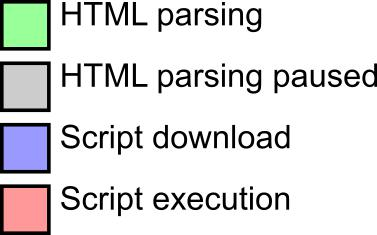 HTML parsing
HTML parsing paused
Script download
Script execution